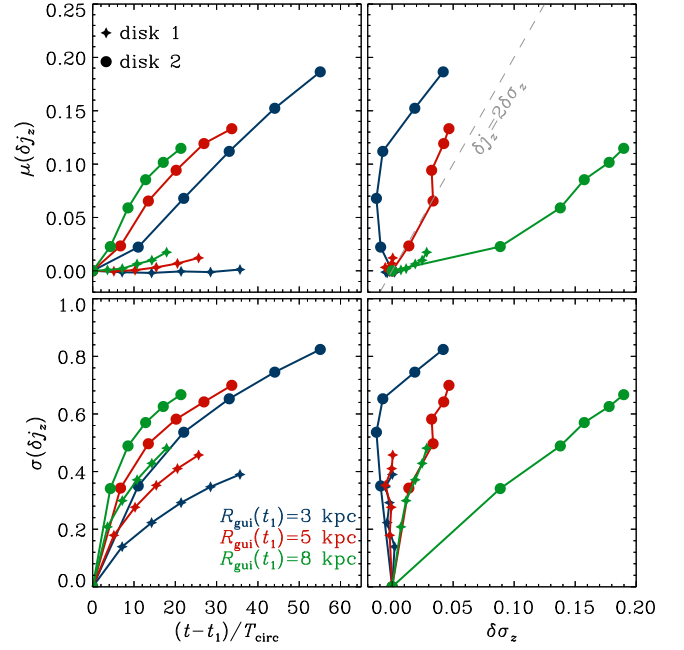 0.25
0.20
0.15
0.10
0.05
0.00
μ(δj_z)
disk 1
disk 2
δj_z=2δσ_z
1.0
0.8
0.6
0.4
0.2
0.0
σ(δj_z)
R_gui(t_1)=3 kpc
R_gui(t_1)=5 kpc
R_gui(t_1)=8 kpc
0 10 20 30 40 50 60
(t−t_1)/T_circ
0.00 0.05 0.10 0.15 0.20
δσ_z